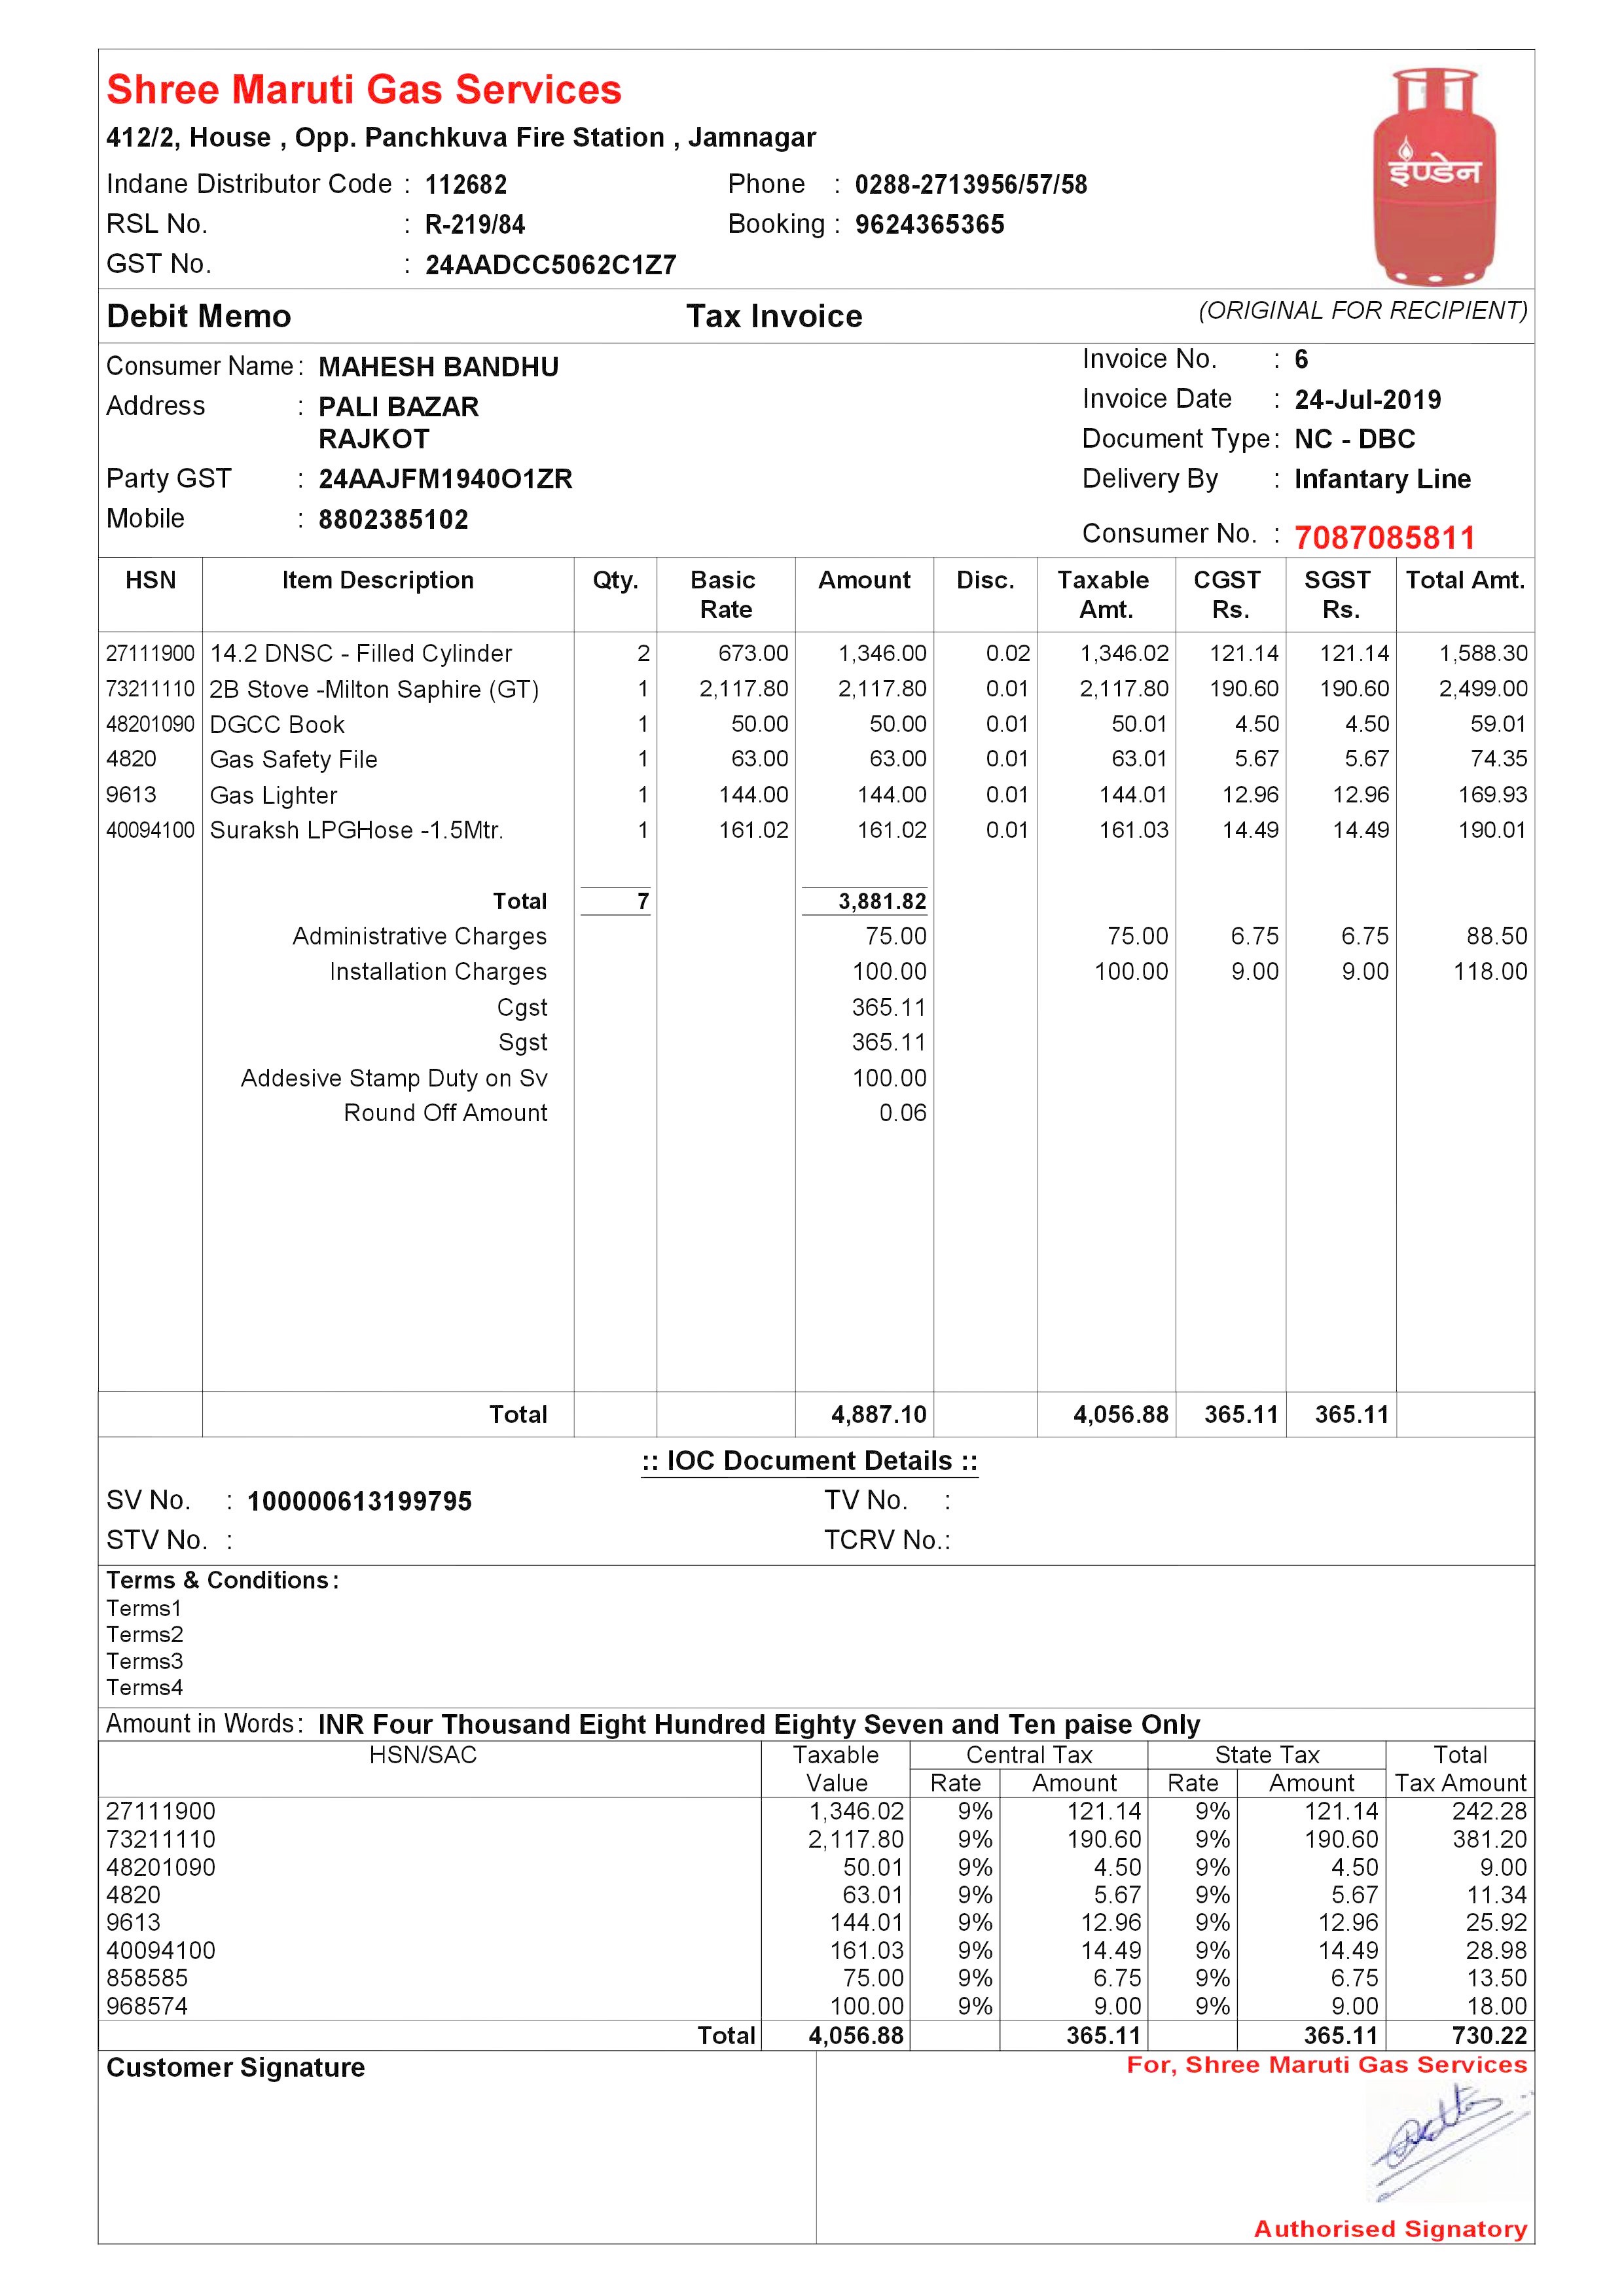 Shree Maruti Gas Services
412/2, House , Opp. Panchkuva Fire Station , Jamnagar
Indane Distributor Code : 112682 Phone : 0288-2713956/57/58
RSL No. : R-219/84 Booking : 9624365365
GST No. : 24AADCC5062C1Z7
इण्डेन
Debit Memo Tax Invoice (ORIGINAL FOR RECIPIENT)
Consumer Name : MAHESH BANDHU
Address : PALI BAZAR
RAJKOT
Party GST : 24AAJFM1940O1ZR
Mobile : 8802385102
Invoice No. : 6
Invoice Date : 24-Jul-2019
Document Type : NC - DBC
Delivery By : Infantary Line
Consumer No. : 7087085811
HSN Item Description Qty. Basic Rate Amount Disc. Taxable Amt. CGST Rs. SGST Rs. Total Amt.
27111900 14.2 DNSC - Filled Cylinder 2 673.00 1,346.00 0.02 1,346.02 121.14 121.14 1,588.30
73211110 2B Stove -Milton Saphire (GT) 1 2,117.80 2,117.80 0.01 2,117.80 190.60 190.60 2,499.00
48201090 DGCC Book 1 50.00 50.00 0.01 50.01 4.50 4.50 59.01
4820 Gas Safety File 1 63.00 63.00 0.01 63.01 5.67 5.67 74.35
9613 Gas Lighter 1 144.00 144.00 0.01 144.01 12.96 12.96 169.93
40094100 Suraksh LPGHose -1.5Mtr. 1 161.02 161.02 0.01 161.03 14.49 14.49 190.01
Total 7 3,881.82
Administrative Charges 75.00 75.00 6.75 6.75 88.50
Installation Charges 100.00 100.00 9.00 9.00 118.00
Cgst 365.11
Sgst 365.11
Addesive Stamp Duty on Sv 100.00
Round Off Amount 0.06
Total 4,887.10 4,056.88 365.11 365.11
:: IOC Document Details ::
SV No. : 100000613199795 TV No. :
STV No. : TCRV No.:
Terms & Conditions :
Terms1
Terms2
Terms3
Terms4
Amount in Words : INR Four Thousand Eight Hundred Eighty Seven and Ten paise Only
HSN/SAC Taxable Central Tax State Tax Total
Value Rate Amount Rate Amount Tax Amount
27111900 1,346.02 9% 121.14 9% 121.14 242.28
73211110 2,117.80 9% 190.60 9% 190.60 381.20
48201090 50.01 9% 4.50 9% 4.50 9.00
4820 63.01 9% 5.67 9% 5.67 11.34
9613 144.01 9% 12.96 9% 12.96 25.92
40094100 161.03 9% 14.49 9% 14.49 28.98
858585 75.00 9% 6.75 9% 6.75 13.50
968574 100.00 9% 9.00 9% 9.00 18.00
Total 4,056.88 365.11 365.11 730.22
Customer Signature For, Shree Maruti Gas Services
Authorised Signatory